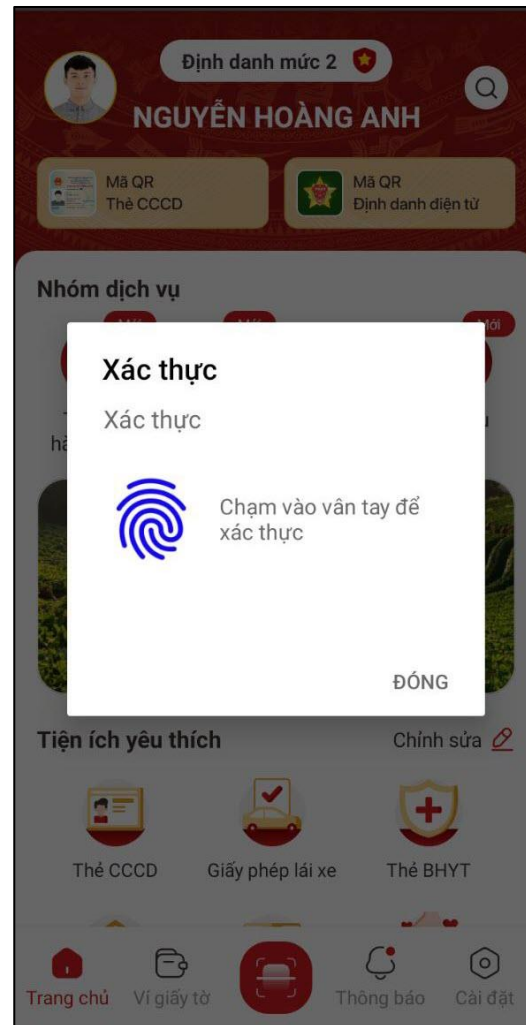 Định danh mức 2
NGUYỄN HOÀNG ANH
Mã QR
Thẻ CCCD
Mã QR
Định danh điện tử
Nhóm dịch vụ
Mới
Mới
Mới
Xác thực
Xác thực
Chạm vào vân tay để
xác thực
ĐÓNG
Tiện ích yêu thích
Chỉnh sửa
Thẻ CCCD
Giấy phép lái xe
Thẻ BHYT
Trang chủ
Ví giấy tờ
Thông báo
Cài đặt